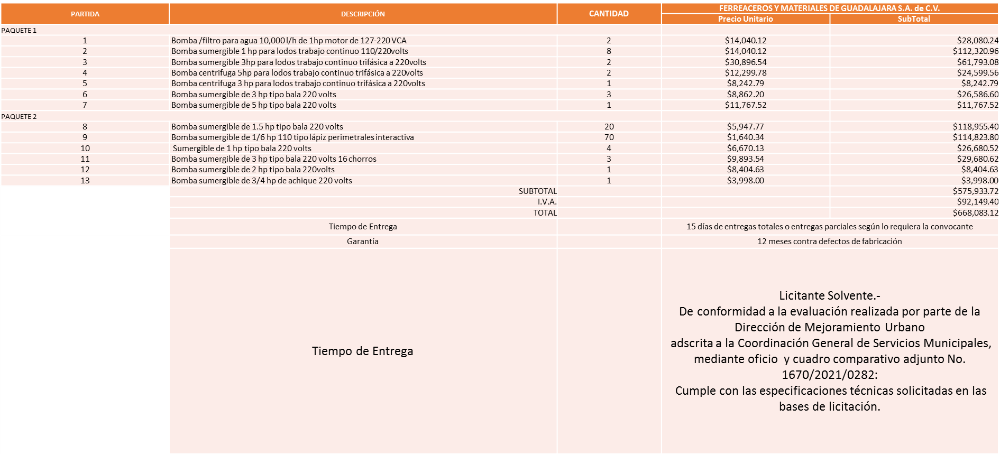 PARTIDA DESCRIPCIÓN CANTIDAD FERREACEROS Y MATERIALES DE GUADALAJARA S.A. de C.V.
Precio Unitario SubTotal
PAQUETE 1
1 Bomba /filtro para agua 10,000 l/h de 1hp motor de 127-220 VCA 2 $14,040.12 $28,080.24
2 Bomba sumergible 1 hp para lodos trabajo continuo 110/220volts 8 $14,040.12 $112,320.96
3 Bomba sumergible 3hp para lodos trabajo continuo trifásica a 220volts 2 $30,896.54 $61,793.08
4 Bomba centrifuga 5hp para lodos trabajo continuo trifásica a 220volts 2 $12,299.78 $24,599.56
5 Bomba centrifuga 3 hp para lodos trabajo continuo trifásica a 220volts 1 $8,242.79 $8,242.79
6 Bomba sumergible de 3 hp tipo bala 220 volts 3 $8,862.20 $26,586.60
7 Bomba sumergible de 5 hp tipo bala 220 volts 1 $11,767.52 $11,767.52
PAQUETE 2
8 Bomba sumergible de 1.5 hp tipo bala 220 volts 20 $5,947.77 $118,955.40
9 Bomba sumergible de 1/6 hp 110 tipo lápiz perimetrales interactiva 70 $1,640.34 $114,823.80
10 Sumergible de 1 hp tipo bala 220 volts 4 $6,670.13 $26,680.52
11 Bomba sumergible de 3 hp tipo bala 220 volts 16 chorros 3 $9,893.54 $29,680.62
12 Bomba sumergible de 2 hp tipo bala 220volts 1 $8,404.63 $8,404.63
13 Bomba sumergible de 3/4 hp de achique 220 volts 1 $3,998.00 $3,998.00
SUBTOTAL $575,933.72
I.V.A. $92,149.40
TOTAL $668,083.12
Tiempo de Entrega 15 días de entregas totales o entregas parciales según lo requiera la convocante
Garantía 12 meses contra defectos de fabricación
Tiempo de Entrega
Licitante Solvente.-
De conformidad a la evaluación realizada por parte de la
Dirección de Mejoramiento Urbano
adscrita a la Coordinación General de Servicios Municipales,
mediante oficio y cuadro comparativo adjunto No.
1670/2021/0282:
Cumple con las especificaciones técnicas solicitadas en las
bases de licitación.